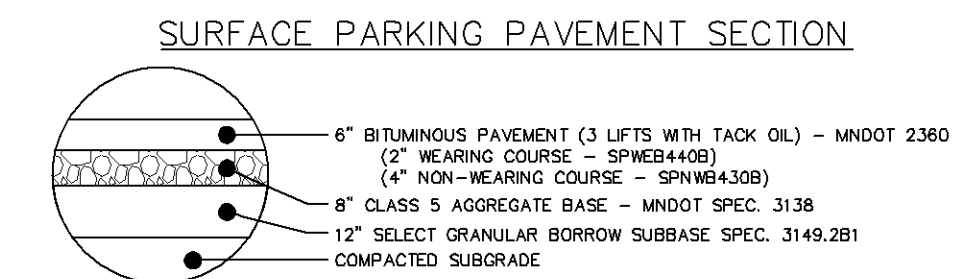 SURFACE PARKING PAVEMENT SECTION
6" BITUMINOUS PAVEMENT (3 LIFTS WITH TACK OIL) – MNDOT 2360
(2" WEARING COURSE – SPWEB440B)
(4" NON-WEARING COURSE – SPNWB430B)
8" CLASS 5 AGGREGATE BASE – MNDOT SPEC. 3138
12" SELECT GRANULAR BORROW SUBBASE SPEC. 3149.2B1
COMPACTED SUBGRADE